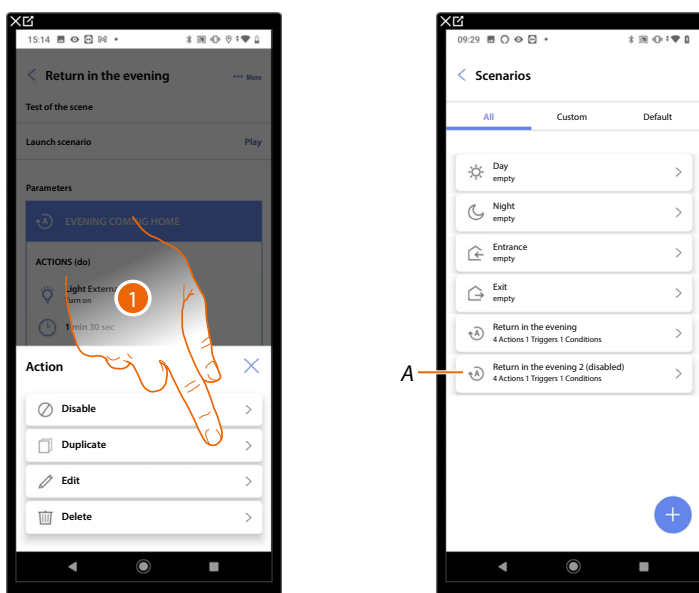 15:14
Return in the evening
More
Test of the scene
Launch scenario Play
Parameters
A EVENING COMING HOME
ACTIONS (do)
Light Externa
Turn on
1 min 30 sec
1
Action
Disable
Duplicate
Edit
Delete
09:29
Scenarios
All Custom Default
Day
empty
Night
empty
Entrance
empty
Exit
empty
A Return in the evening
4 Actions 1 Triggers 1 Conditions
A
A Return in the evening 2 (disabled)
4 Actions 1 Triggers 1 Conditions